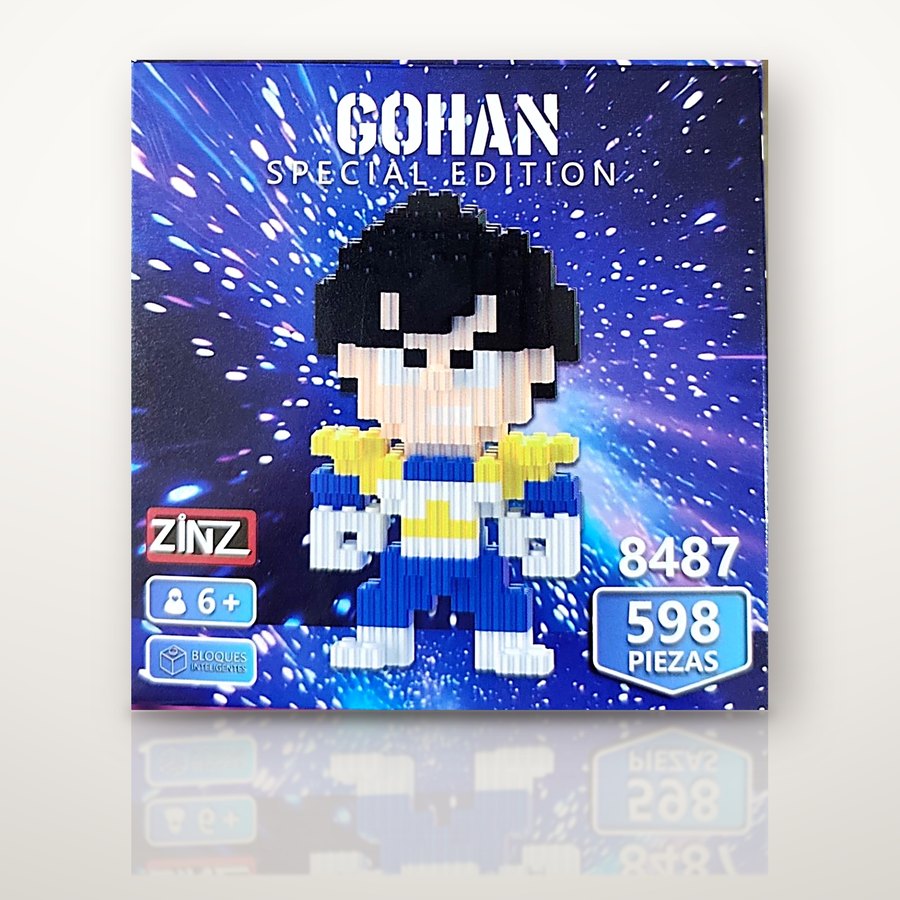 GOHAN
SPECIAL EDITION
ZINZ
6+
BLOQUES
INTELIGENTES
8487
598
PIEZAS